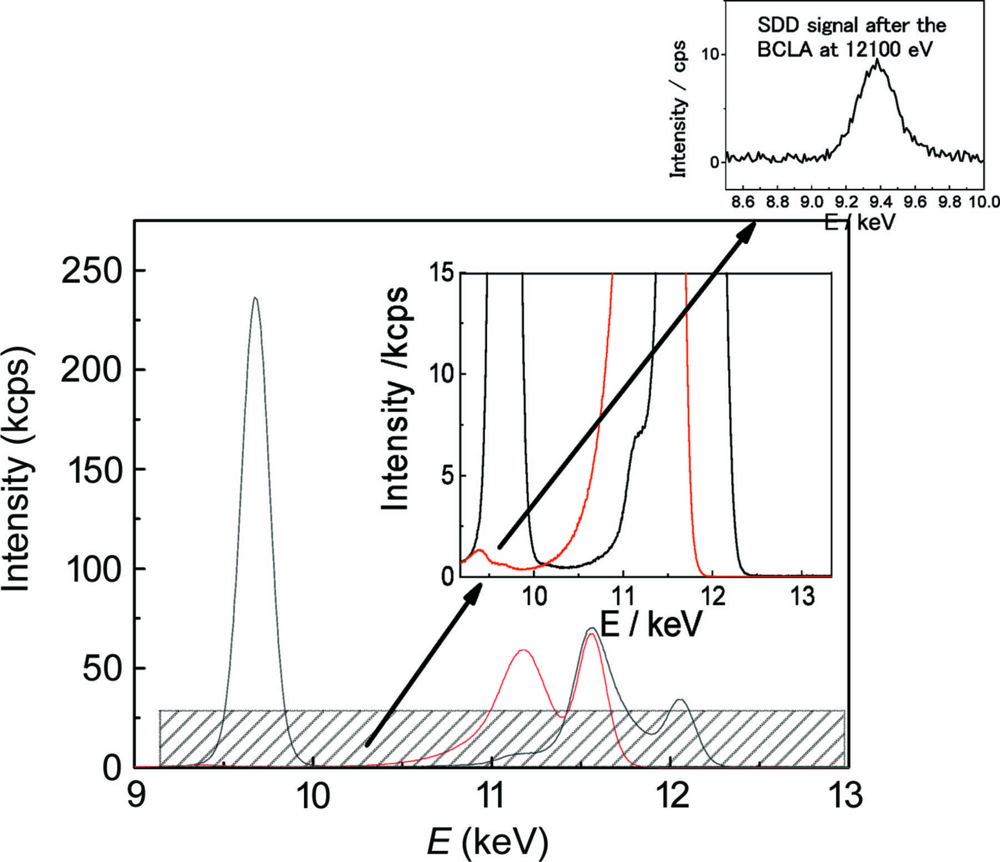 SDD signal after the
BCLA at 12100 eV
Intensity / cps
10
0
8.6 8.8 9.0 9.2 9.4 9.6 9.8 10.0
E / keV
Intensity (kcps)
250
200
150
100
50
0
Intensity /kcps
15
10
5
0
10 11 12 13
E / keV
9 10 11 12 13
E (keV)